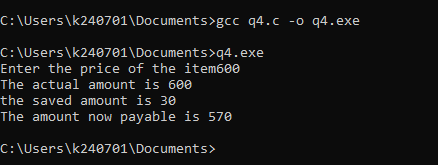 C:\Users\k240701\Documents>gcc q4.c -o q4.exe
C:\Users\k240701\Documents>q4.exe
Enter the price of the item600
The actual amount is 600
the saved amount is 30
The amount now payable is 570
C:\Users\k240701\Documents>